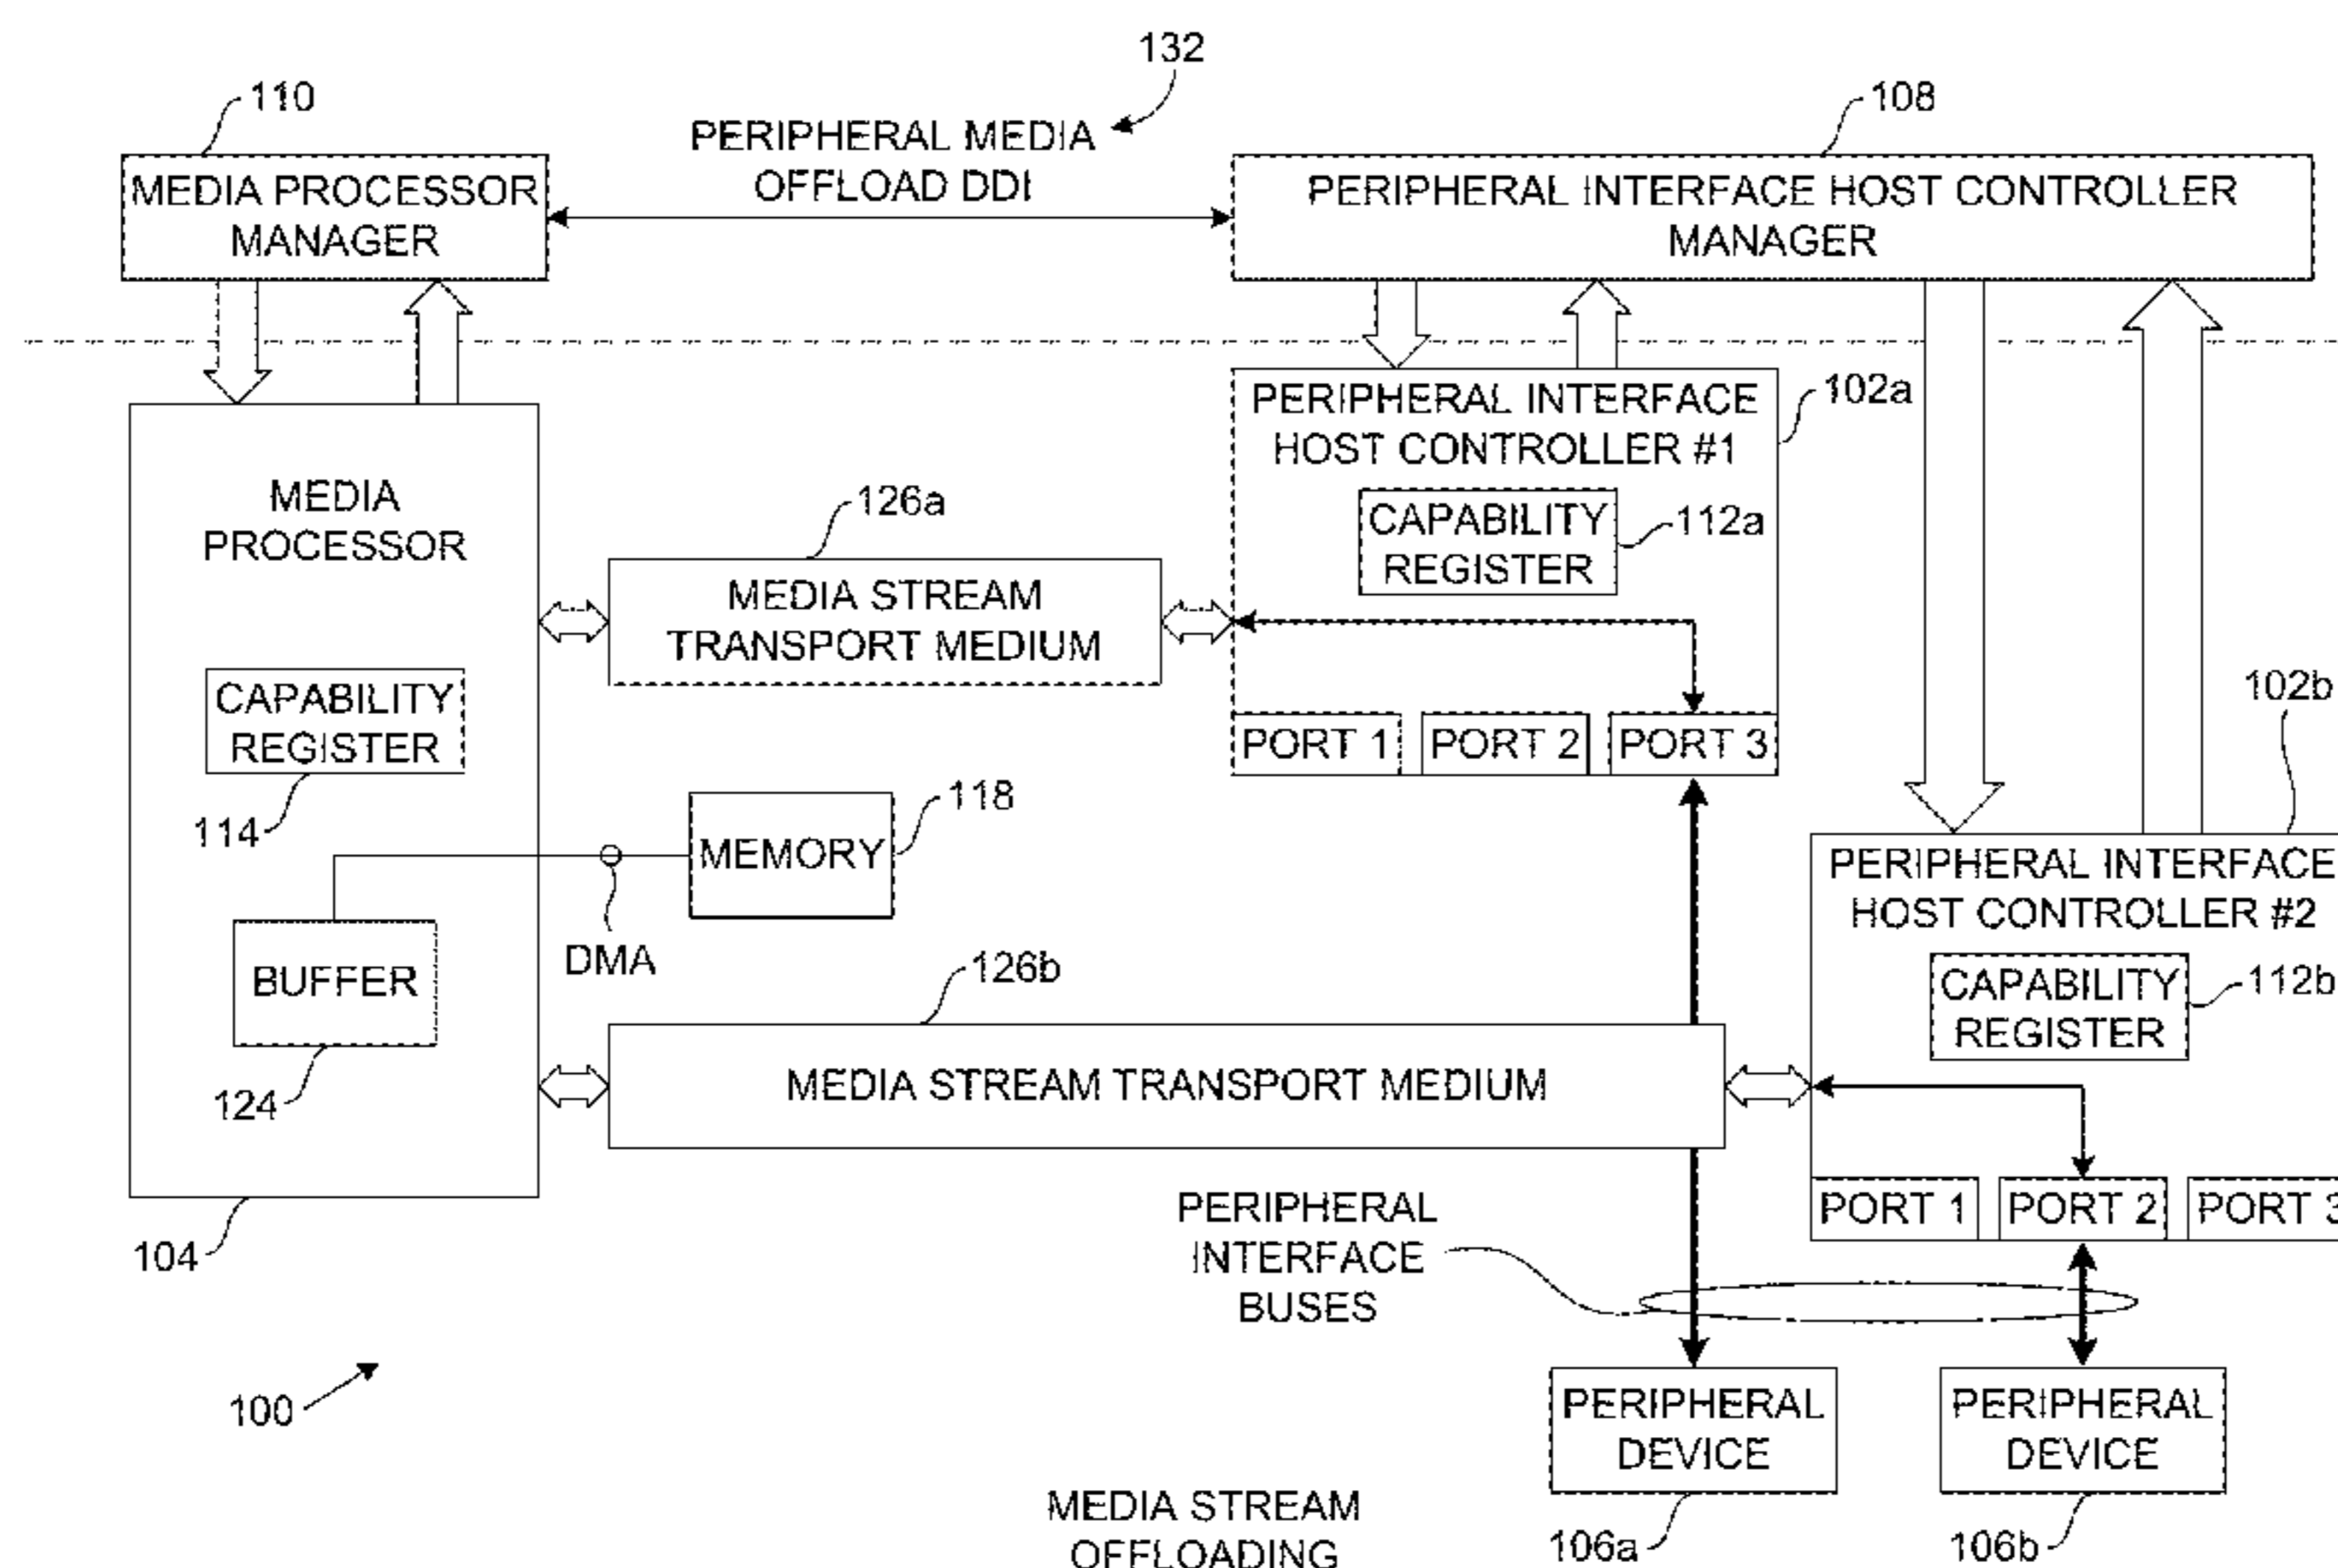 132
110
108
PERIPHERAL MEDIA
OFFLOAD DDI
MEDIA PROCESSOR
MANAGER
PERIPHERAL INTERFACE HOST CONTROLLER
MANAGER
102a
PERIPHERAL INTERFACE
HOST CONTROLLER #1
MEDIA
PROCESSOR
126a
CAPABILITY
REGISTER
112a
MEDIA STREAM
TRANSPORT MEDIUM
CAPABILITY
REGISTER
114
102b
PORT 1
PORT 2
PORT 3
118
MEMORY
DMA
PERIPHERAL INTERFACE
HOST CONTROLLER #2
BUFFER
124
126b
CAPABILITY
REGISTER
112b
MEDIA STREAM TRANSPORT MEDIUM
PORT 1
PORT 2
PORT 3
104
PERIPHERAL
INTERFACE
BUSES
100
PERIPHERAL
DEVICE
PERIPHERAL
DEVICE
MEDIA STREAM
OFFLOADING
106a
106b